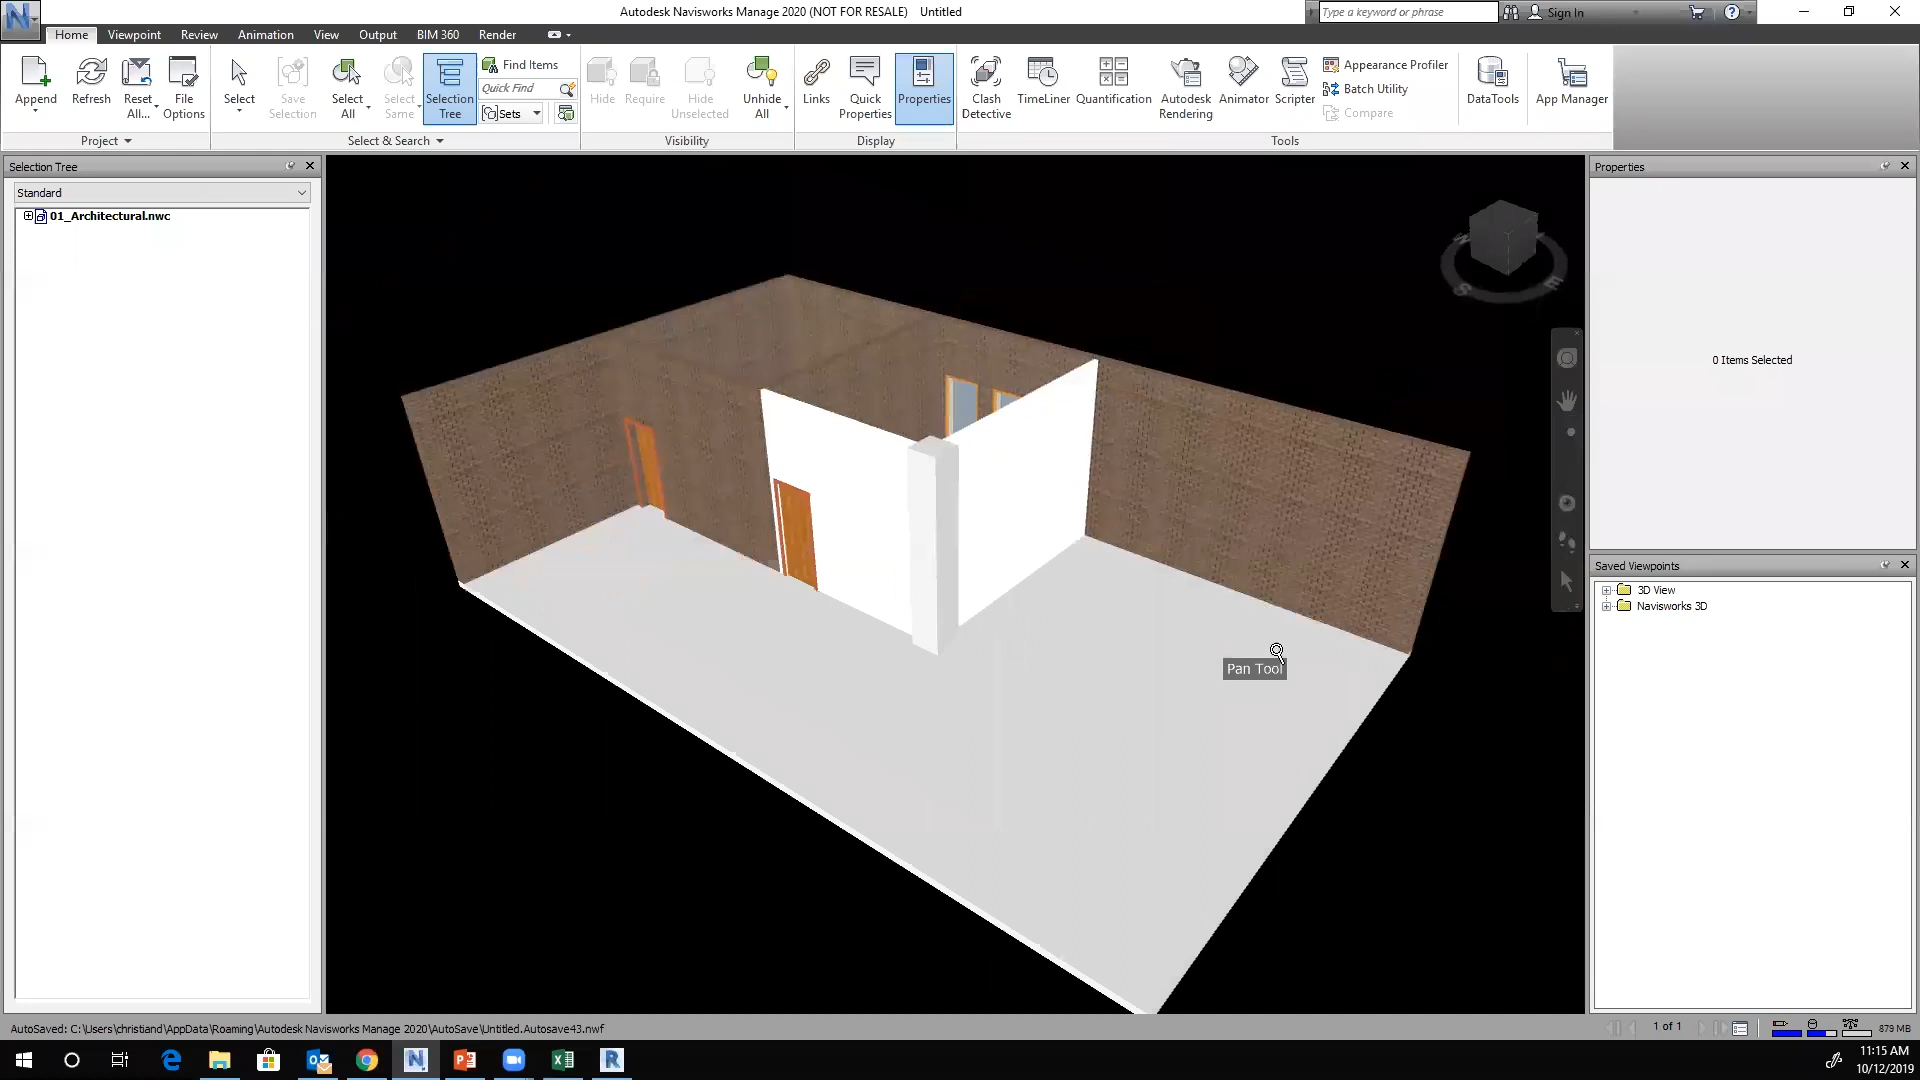 Autodesk Navisworks Manage 2020 (NOT FOR RESALE) Untitled
Type a keyword or phrase
Sign In
Home Viewpoint Review Animation View Output BIM 360 Render
Append
Refresh
Reset
All...
File
Options
Project
Select
Save
Selection
Select
All
Select
Same
Selection
Tree
Find Items
Quick Find
Sets
Select & Search
Hide
Require
Hide
Unselected
Unhide
All
Visibility
Links
Quick
Properties
Properties
Display
Clash
Detective
TimeLiner
Quantification
Autodesk
Rendering
Animator
Scripter
Appearance Profiler
Batch Utility
Compare
DataTools
App Manager
Tools
Selection Tree
Standard
01_Architectural.nwc
Pan Tool
S
E
Properties
0 Items Selected
Saved Viewpoints
3D View
Navisworks 3D
AutoSaved: C:\Users\christiand\AppData\Roaming\Autodesk Navisworks Manage 2020\AutoSave\Untitled.Autosave43.nwf
1 of 1
879 MB
11:15 AM
10/12/2019